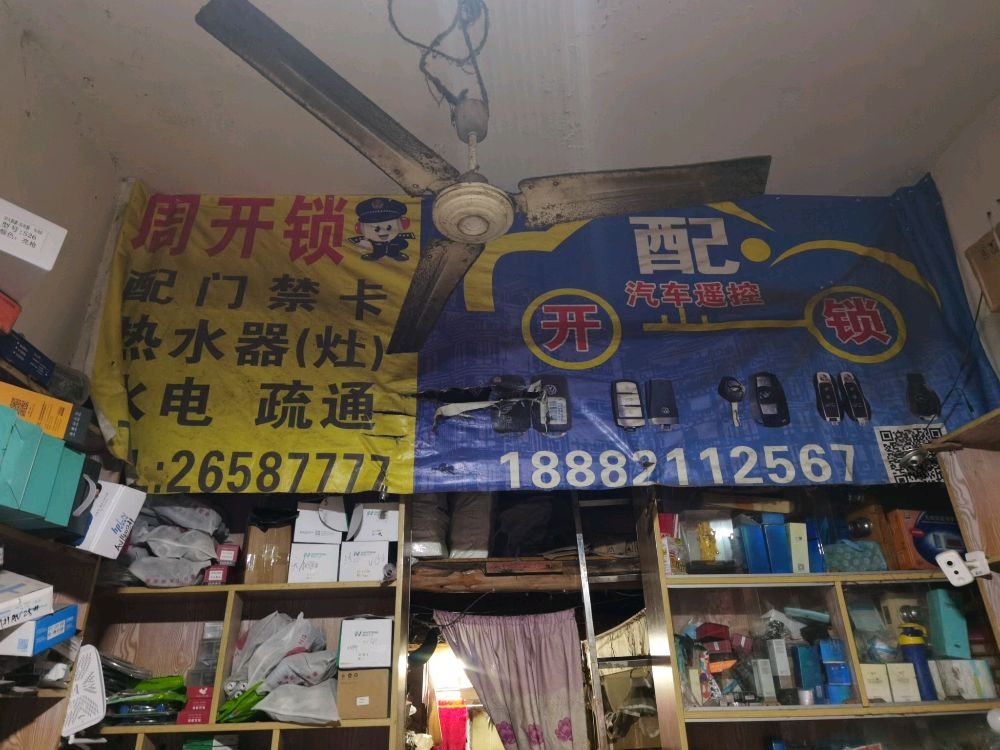 周开锁
配门禁卡
热水器(灶)
水电 疏通
:26587777
配
汽车遥控
开
锁
18882112567